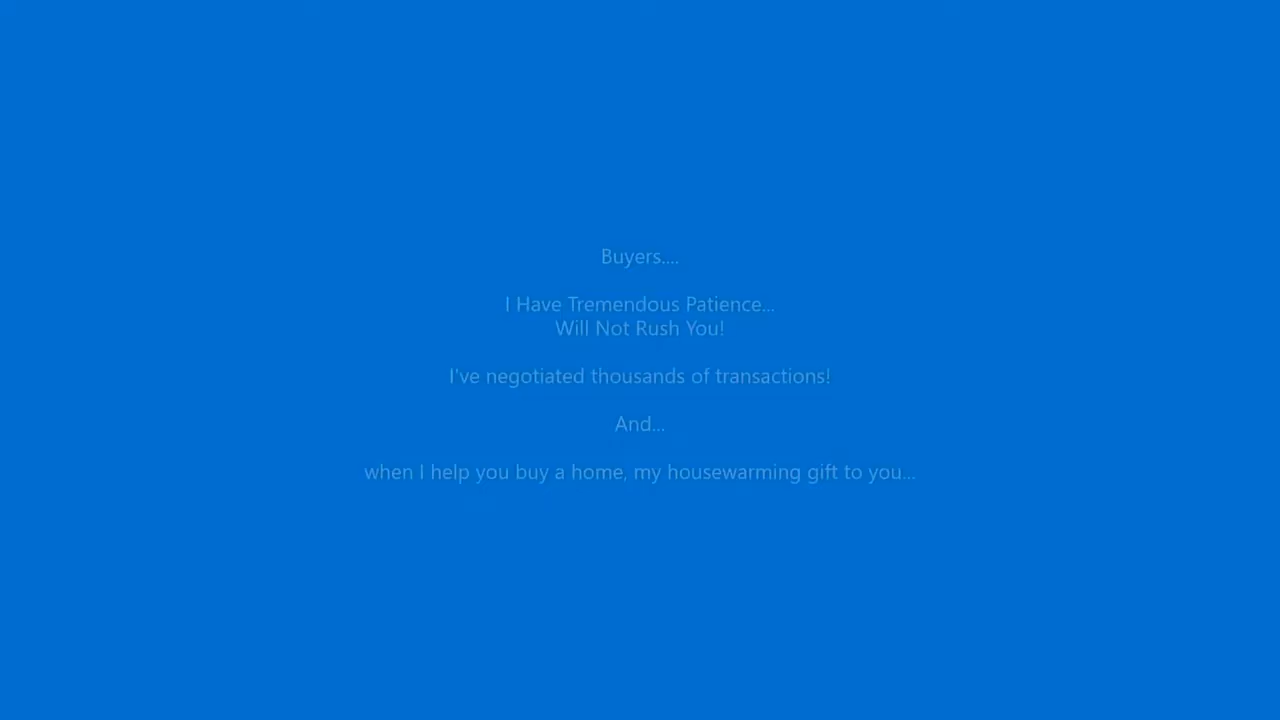 Buyers....
I Have Tremendous Patience...
Will Not Rush You!
I've negotiated thousands of transactions!
And...
when I help you buy a home, my housewarming gift to you...